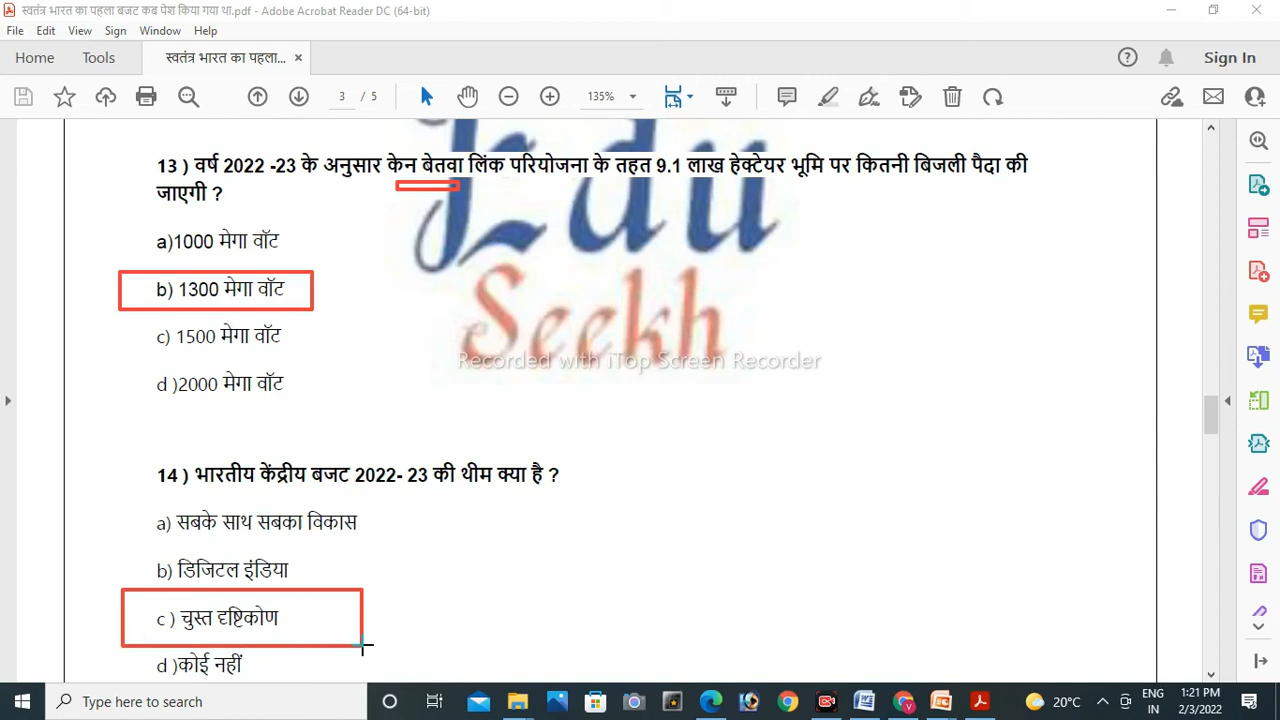 स्वतंत्र भारत का पहला बजट कब पेश किया गया था.pdf - Adobe Acrobat Reader DC (64-bit)
File Edit View Sign Window Help
Home Tools स्वतंत्र भारत का पहला... × Sign In
3 / 5 135%
Edu
13 ) वर्ष 2022 -23 के अनुसार केन बेतवा लिंक परियोजना के तहत 9.1 लाख हेक्टेयर भूमि पर कितनी बिजली पैदा की
जाएगी ?
a)1000 मेगा वॉट
b) 1300 मेगा वॉट
Seekh
c) 1500 मेगा वॉट
Recorded with iTop Screen Recorder
d )2000 मेगा वॉट
14 ) भारतीय केंद्रीय बजट 2022- 23 की थीम क्या है ?
a) सबके साथ सबका विकास
b) डिजिटल इंडिया
c ) चुस्त दृष्टिकोण
d )कोई नहीं
Type here to search 20°C ENG 1:21 PM
IN 2/3/2022